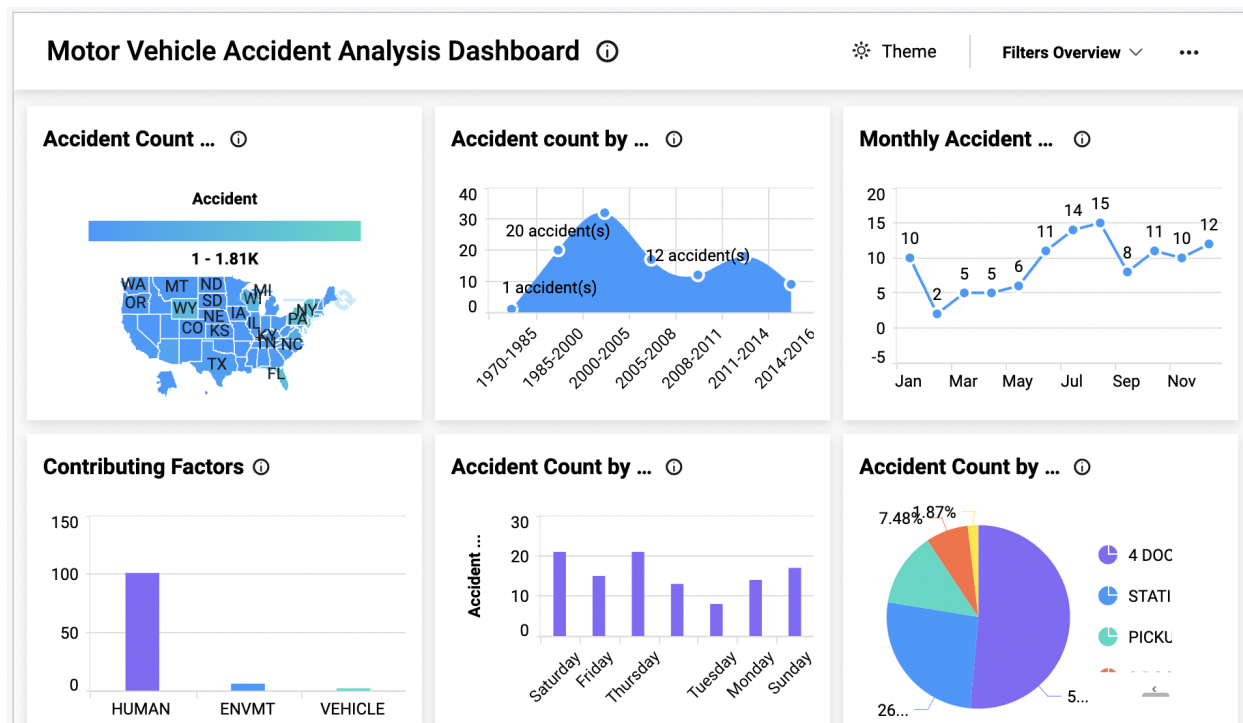 Motor Vehicle Accident Analysis Dashboard
Theme
Filters Overview
Accident Count ...
Accident
1 - 1.81K
WA
MT
ND
MI
OR
SD
WI
WY
NE
IA
NY
PA
CO
KS
IL
KY
TN
NC
TX
FL
Accident count by ...
40
30
20
10
0
20 accident(s)
12 accident(s)
1 accident(s)
1970-1985
1985-2000
2000-2005
2005-2008
2008-2011
2011-2014
2014-2016
Monthly Accident ...
20
15
10
5
0
-5
10
2
5
5
6
11
14
15
8
11
10
12
Jan
Mar
May
Jul
Sep
Nov
Contributing Factors
150
100
50
0
HUMAN
ENVMT
VEHICLE
Accident Count by ...
Accident ...
30
20
10
0
Saturday
Friday
Thursday
Tuesday
Monday
Sunday
Accident Count by ...
7.48%
1.87%
26...
5...
4 DOC
STATI
PICKU